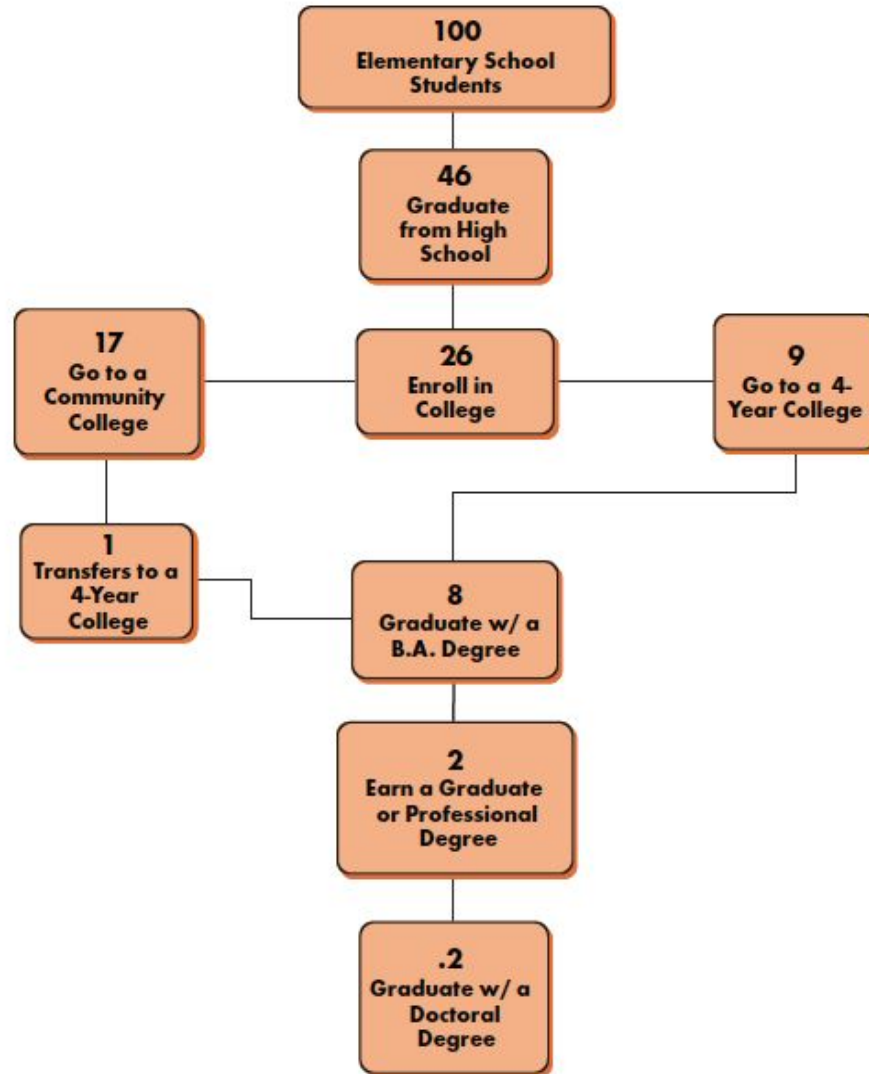 100
Elementary School
Students
46
Graduate
from High
School
17
Go to a
Community
College
26
Enroll in
College
9
Go to a 4-
Year College
1
Transfers to a
4-Year
College
8
Graduate w/ a
B.A. Degree
2
Earn a Graduate
or Professional
Degree
.2
Graduate w/ a
Doctoral
Degree